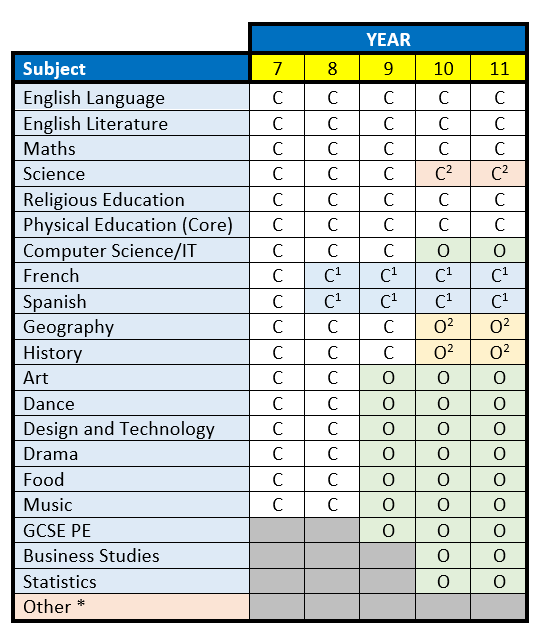 YEAR
Subject 7 8 9 10 11
English Language C C C C C
English Literature C C C C C
Maths C C C C C
Science C C C C² C²
Religious Education C C C C C
Physical Education (Core) C C C C C
Computer Science/IT C C C O O
French C C¹ C¹ C¹ C¹
Spanish C C¹ C¹ C¹ C¹
Geography C C C O² O²
History C C C O² O²
Art C C O O O
Dance C C O O O
Design and Technology C C O O O
Drama C C O O O
Food C C O O O
Music C C O O O
GCSE PE O O O
Business Studies O O
Statistics O O
Other *